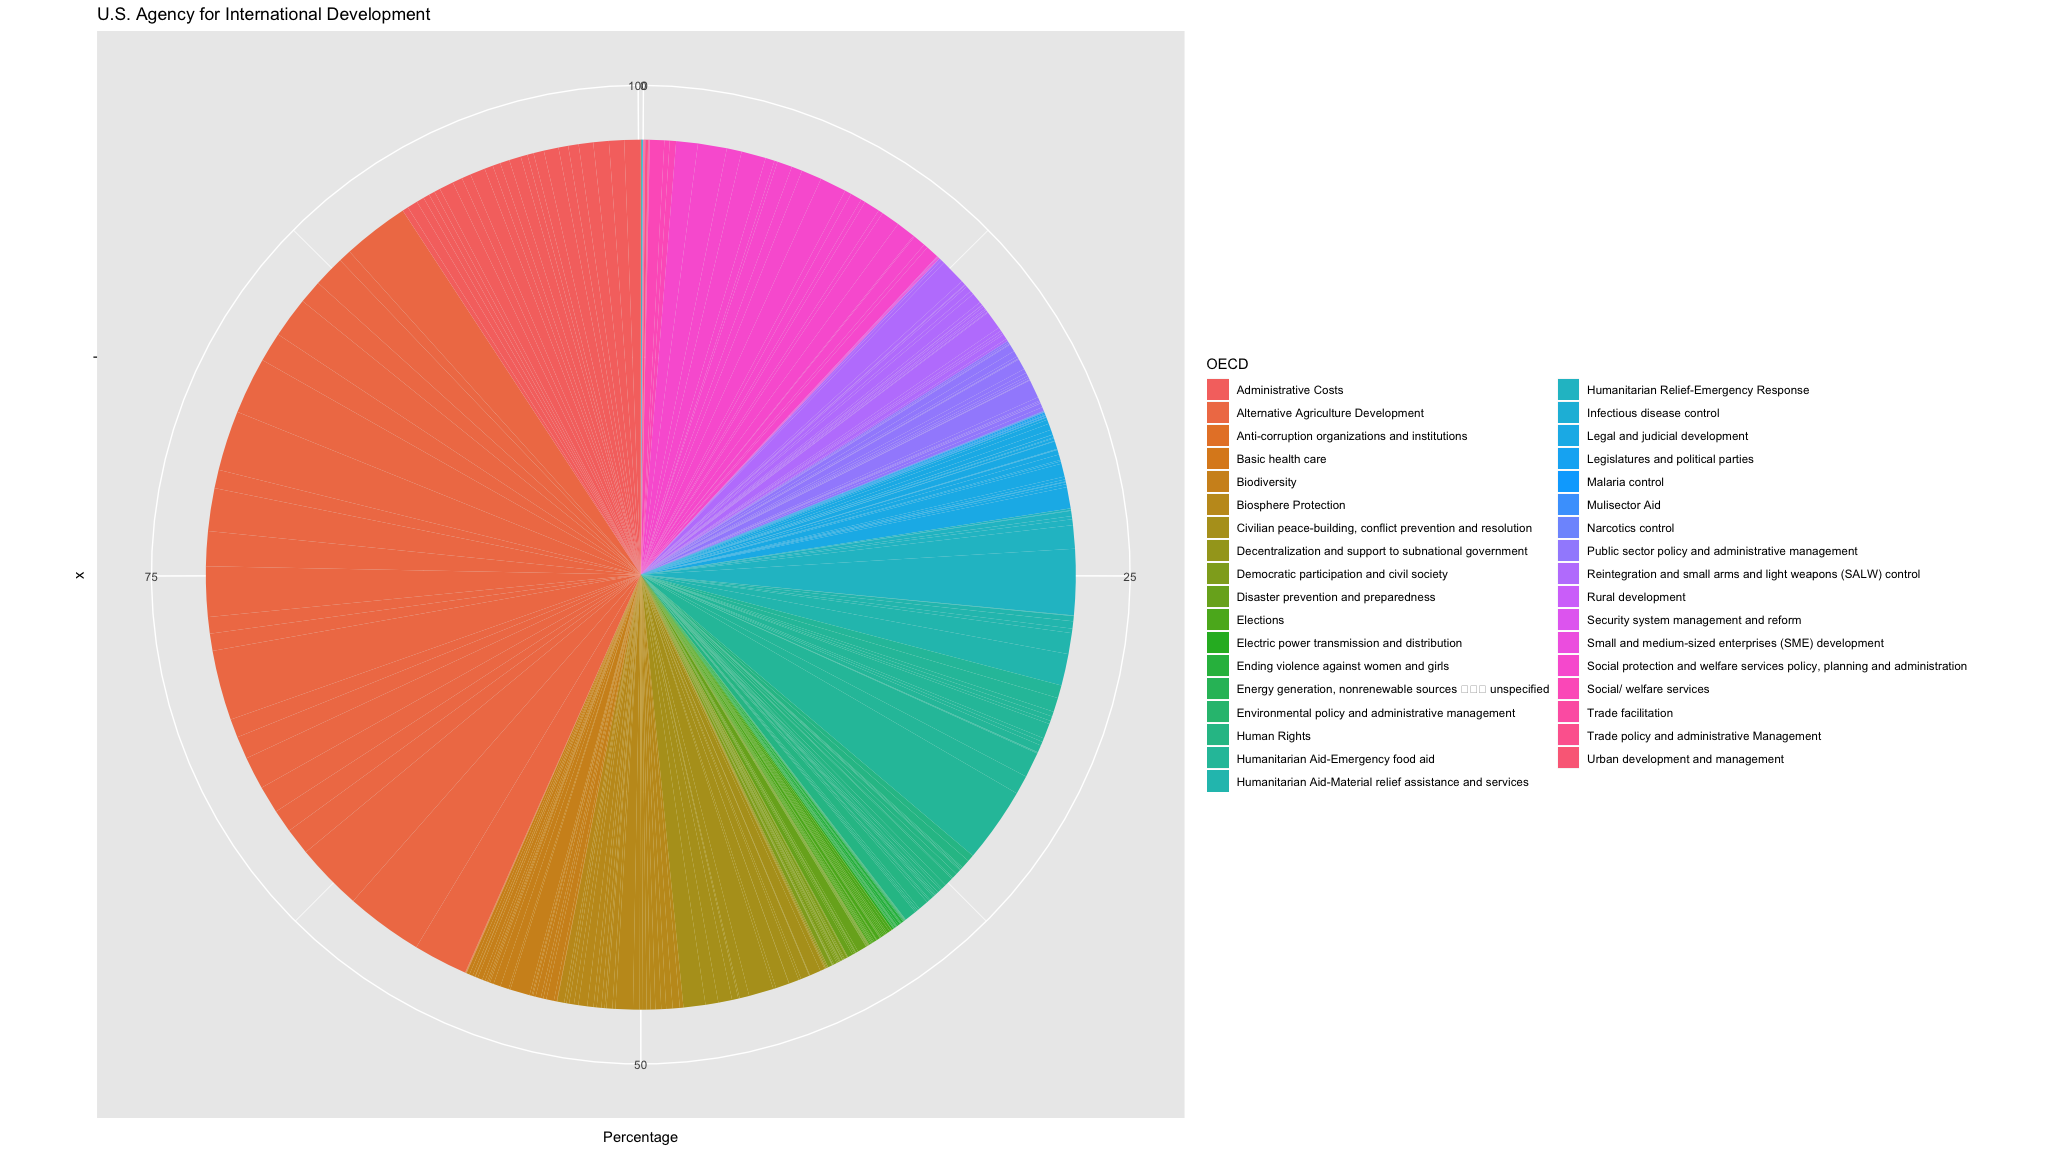 U.S. Agency for International Development
100
0
25
50
75
x
Percentage
OECD
Administrative Costs
Alternative Agriculture Development
Anti-corruption organizations and institutions
Basic health care
Biodiversity
Biosphere Protection
Civilian peace-building, conflict prevention and resolution
Decentralization and support to subnational government
Democratic participation and civil society
Disaster prevention and preparedness
Elections
Electric power transmission and distribution
Ending violence against women and girls
Energy generation, nonrenewable sources □□□ unspecified
Environmental policy and administrative management
Human Rights
Humanitarian Aid-Emergency food aid
Humanitarian Aid-Material relief assistance and services
Humanitarian Relief-Emergency Response
Infectious disease control
Legal and judicial development
Legislatures and political parties
Malaria control
Mulisector Aid
Narcotics control
Public sector policy and administrative management
Reintegration and small arms and light weapons (SALW) control
Rural development
Security system management and reform
Small and medium-sized enterprises (SME) development
Social protection and welfare services policy, planning and administration
Social/ welfare services
Trade facilitation
Trade policy and administrative Management
Urban development and management